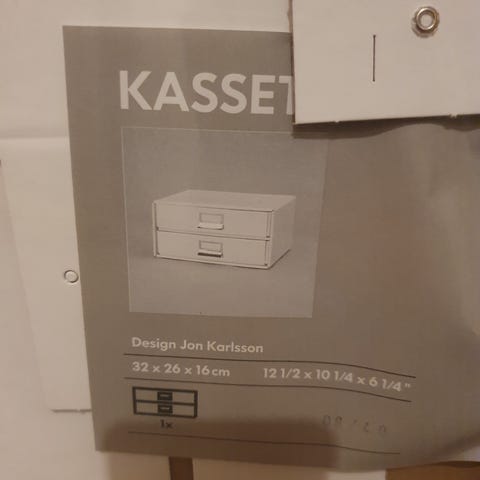 KASSET
Design Jon Karlsson
32 x 26 x 16 cm 12 1/2 x 10 1/4 x 6 1/4"
1x